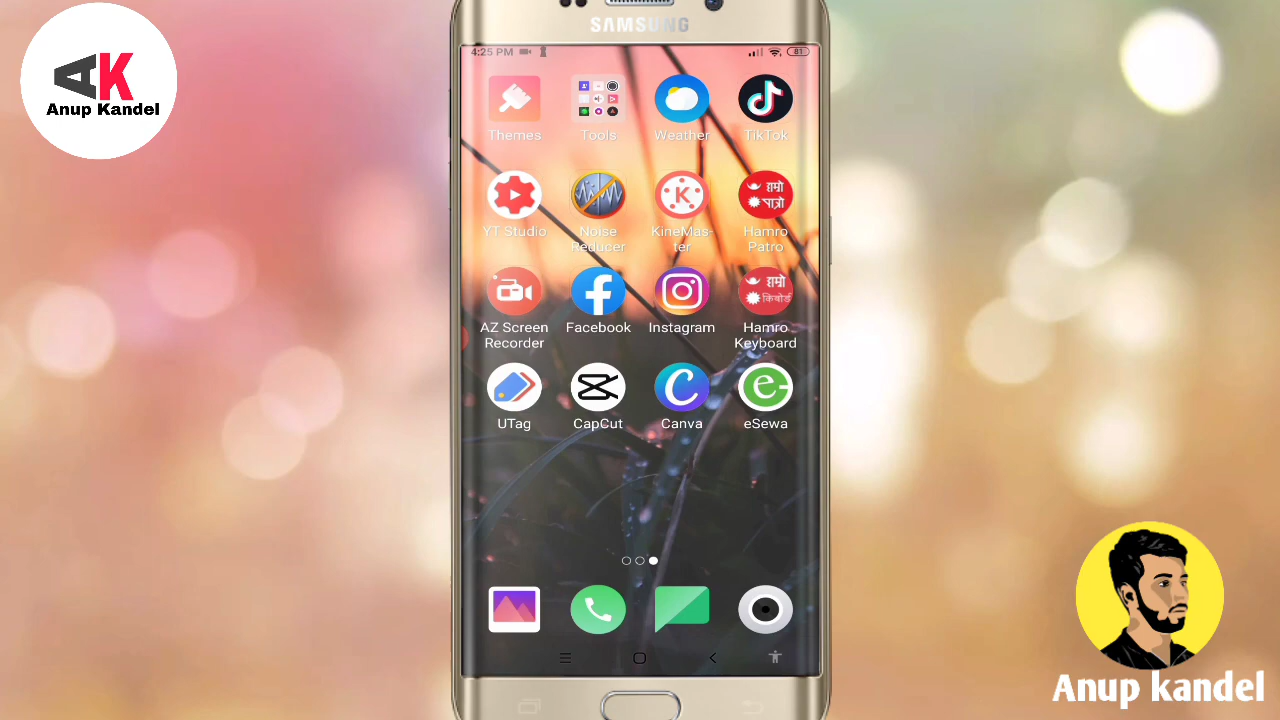 AK
Anup Kandel
SAMSUNG
4:25 PM
81
Themes
Tools
Weather
TikTok
हाम्रो
पात्रो
YT Studio
Noise
Reducer
K
KineMas-
ter
Hamro
Patro
हाम्रो
किबोर्ड
AZ Screen
Recorder
Facebook
Instagram
Hamro
Keyboard
UTag
CapCut
Canva
eSewa
Anup kandel